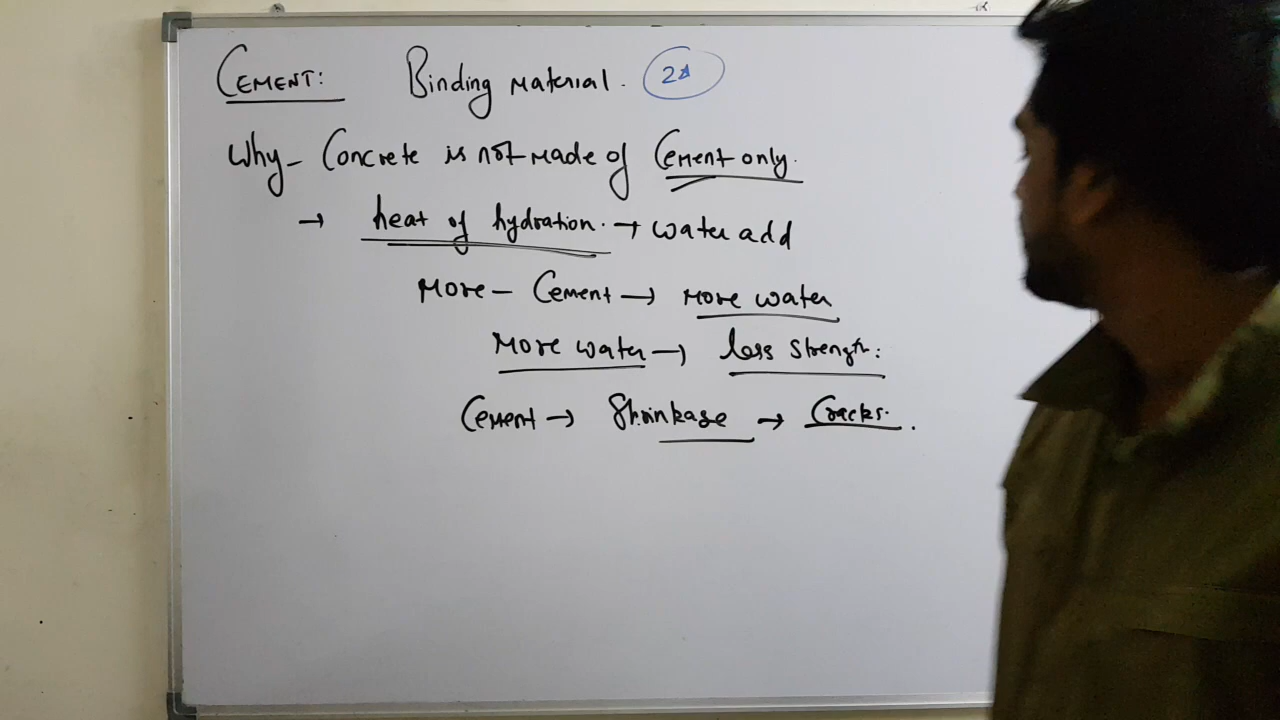 CEMENT: Binding material.
Why - Concrete is not made of Cement only.
→ heat of hydration. → water add
More - Cement → more water
More water → less strength:
Cement → Shrinkage → Cracks.